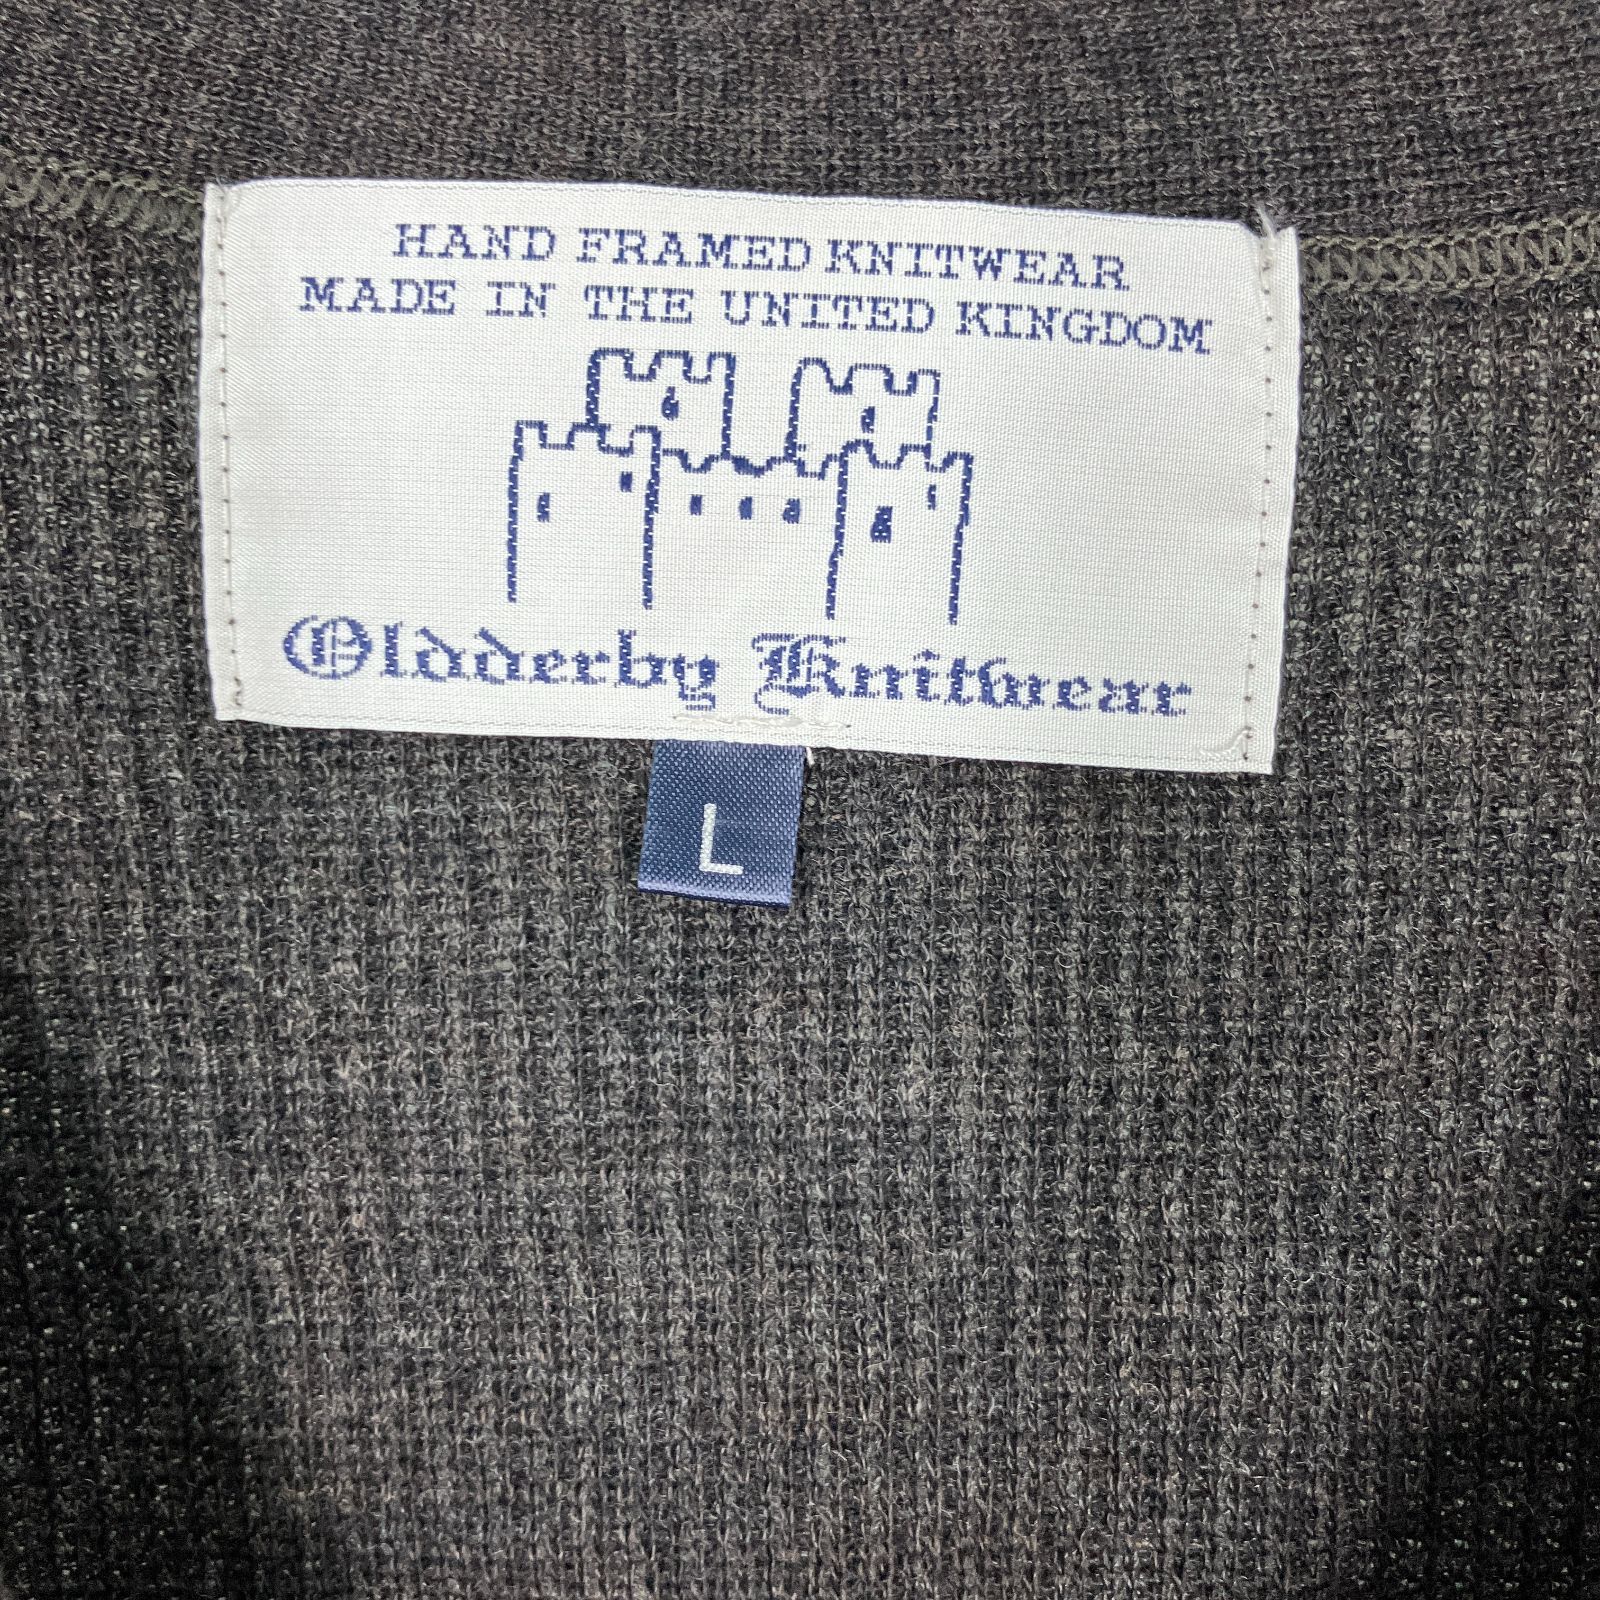 HAND FRAMED KNITWEAR
MADE IN THE UNITED KINGDOM
Oldderby Knitwear
L